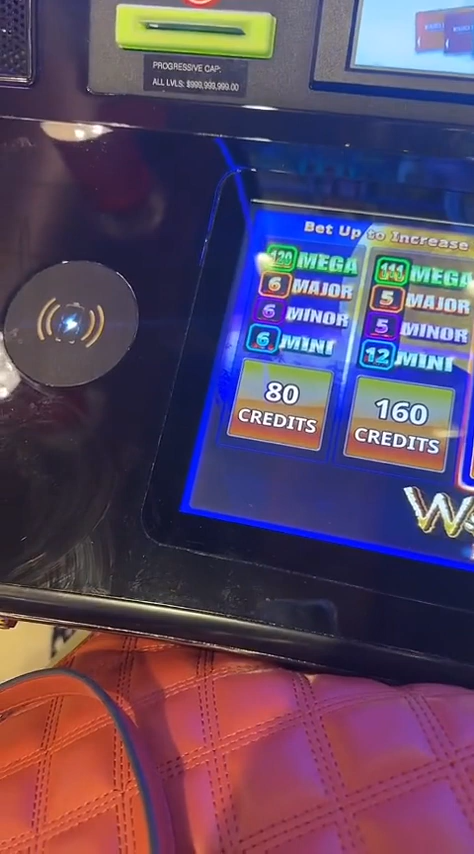 PROGRESSIVE CAP:
ALL LVLS: $999,999,999.00
Bet Up to Increase
MEGA
6 MAJOR
6 MINOR
6 MINI
80
CREDITS
111 MEGA
5 MAJOR
5 MINOR
12 MINI
160
CREDITS
W